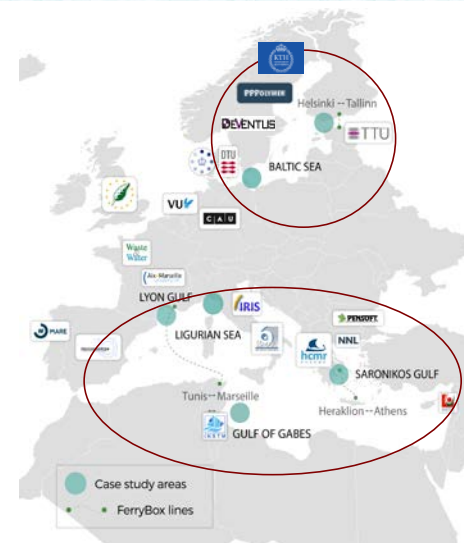 KTH
PPPOLYMER
Helsinki -- Tallinn
DEVENTUS
TTU
DTU
BALTIC SEA
VU
CAU
Waste
Water
Aix-Marseille
LYON GULF
IRIS
MARE
LIGURIAN SEA
PENSOFT.
NNL
hcmr
SARONIKOS GULF
Tunis -- Marseille
Heraklion -- Athens
GULF OF GABES
Case study areas
FerryBox lines